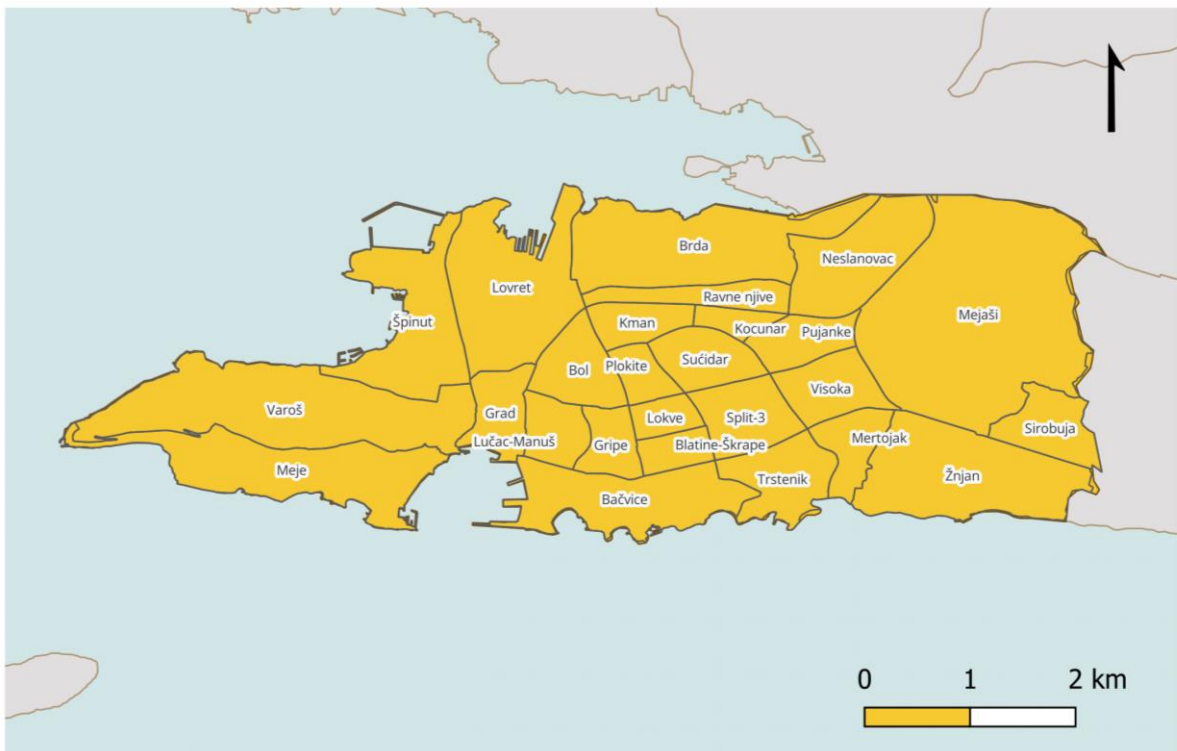 Brda
Neslanovac
Lovret
Ravne njive
Mejaši
Špinut
Kman
Kocunar
Pujanke
Bol
Plokite
Sućidar
Visoka
Varoš
Grad
Lokve
Split-3
Sirobuja
Lučac-Manuš
Gripe
Blatine-Škrape
Mertojak
Meje
Trstenik
Žnjan
Bačvice
0 1 2 km